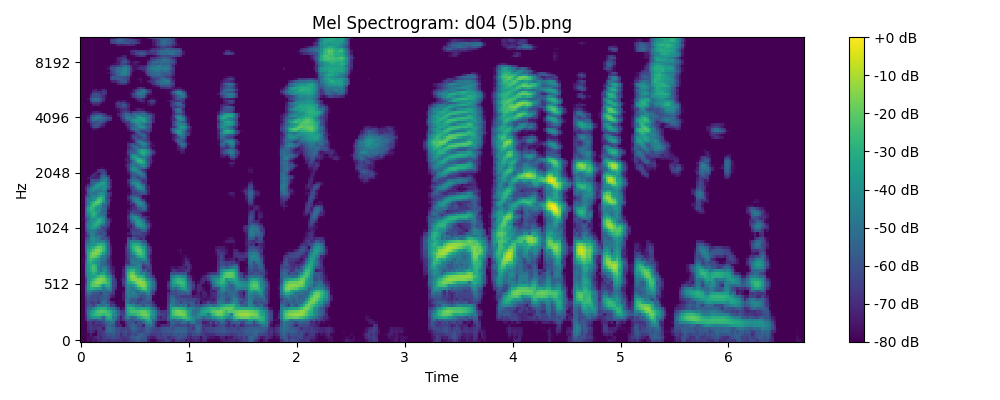 Mel Spectrogram: d04 (5)b.png
8192
4096
2048
1024
512
0
Hz
0 1 2 3 4 5 6
Time
+0 dB
-10 dB
-20 dB
-30 dB
-40 dB
-50 dB
-60 dB
-70 dB
-80 dB